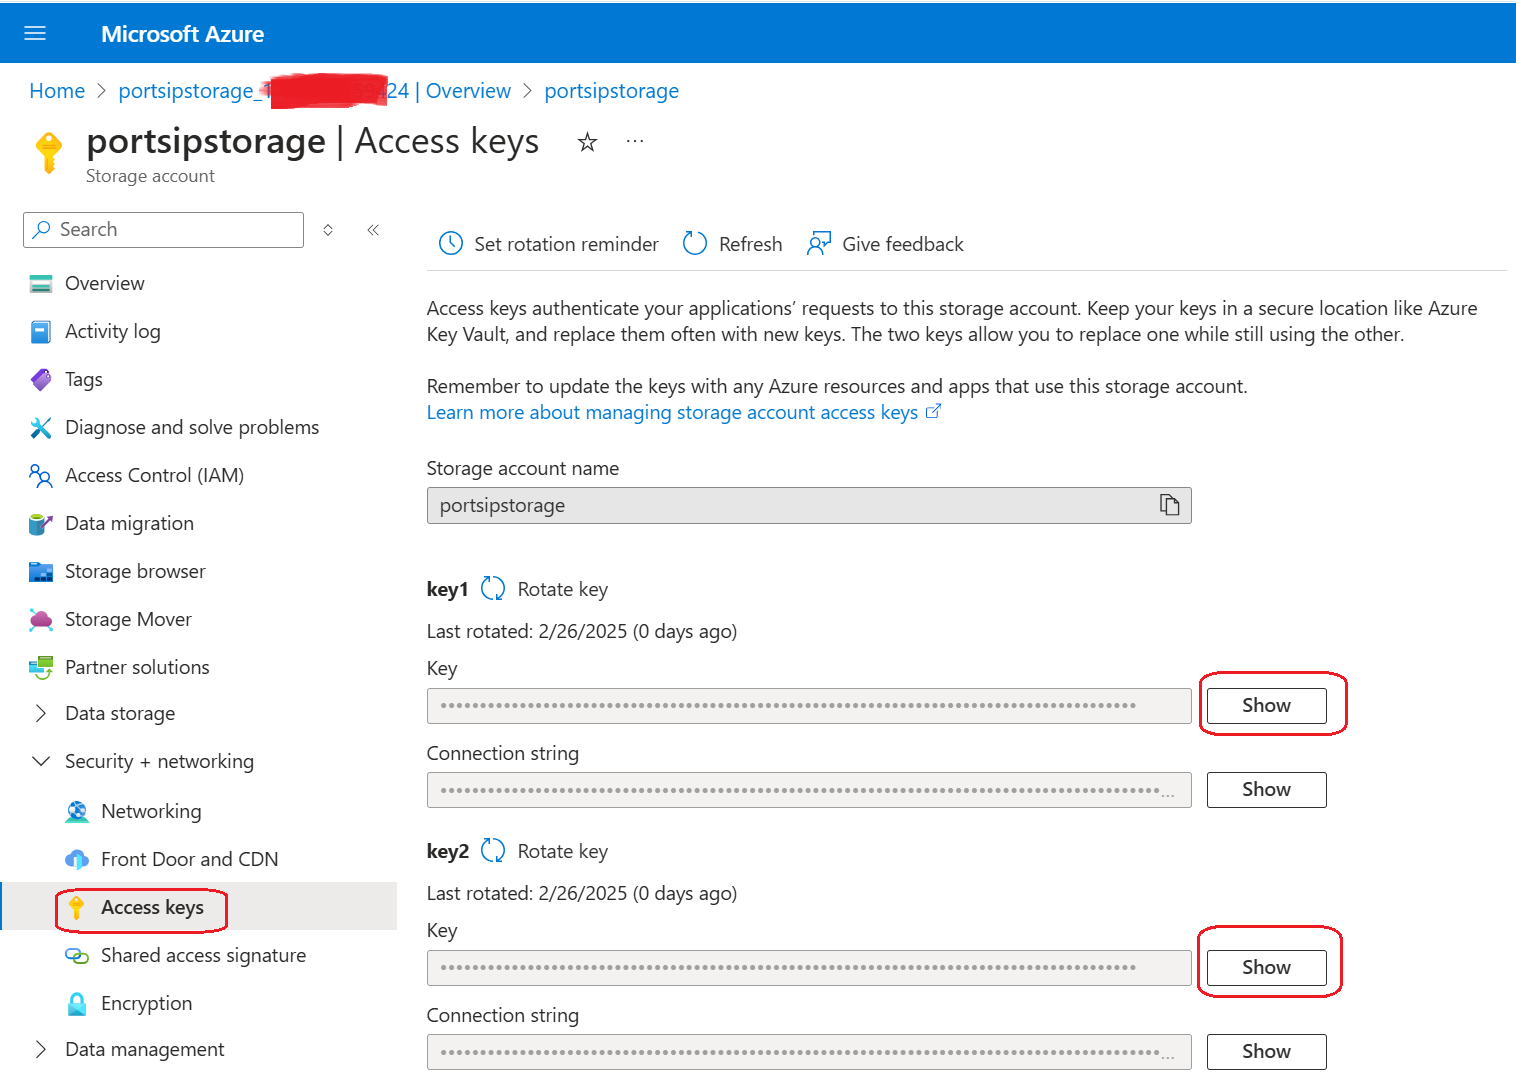 Microsoft Azure
Home > portsipstorage_ 24 | Overview > portsipstorage
portsipstorage | Access keys ☆ ...
Storage account
Search
Set rotation reminder Refresh Give feedback
Overview
Activity log
Tags
Diagnose and solve problems
Access Control (IAM)
Data migration
Storage browser
Storage Mover
Partner solutions
Data storage
Security + networking
Networking
Front Door and CDN
Access keys
Shared access signature
Encryption
Data management
Access keys authenticate your applications’ requests to this storage account. Keep your keys in a secure location like Azure
Key Vault, and replace them often with new keys. The two keys allow you to replace one while still using the other.
Remember to update the keys with any Azure resources and apps that use this storage account.
Learn more about managing storage account access keys
Storage account name
portsipstorage
key1 Rotate key
Last rotated: 2/26/2025 (0 days ago)
Key
Show
Connection string
Show
key2 Rotate key
Last rotated: 2/26/2025 (0 days ago)
Key
Show
Connection string
Show